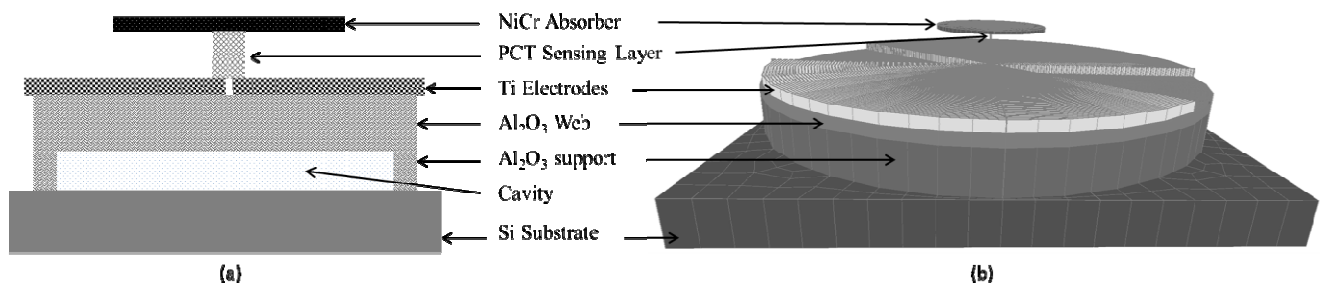 NiCr Absorber
PCT Sensing Layer
Ti Electrodes
Al₂O₃ Web
Al₂O₃ support
Cavity
Si Substrate
(a) (b)